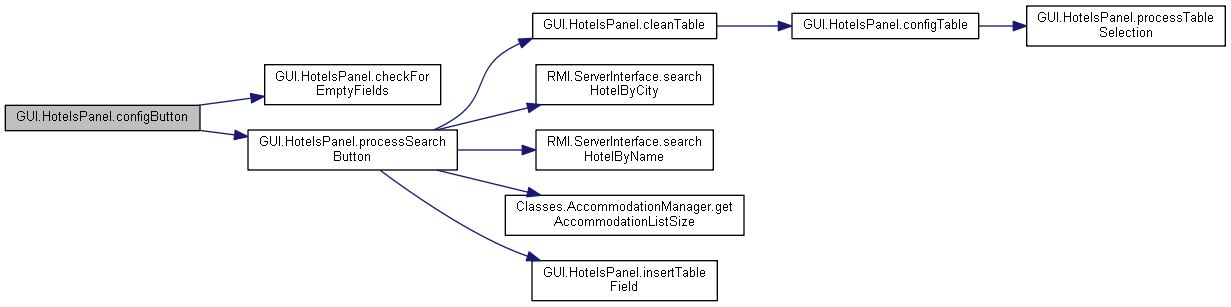 GUI.HotelsPanel.configButton
GUI.HotelsPanel.checkFor
EmptyFields
GUI.HotelsPanel.processSearch
Button
GUI.HotelsPanel.cleanTable
RMI.ServerInterface.search
HotelByCity
RMI.ServerInterface.search
HotelByName
Classes.AccommodationManager.get
AccommodationListSize
GUI.HotelsPanel.insertTable
Field
GUI.HotelsPanel.configTable
GUI.HotelsPanel.processTable
Selection